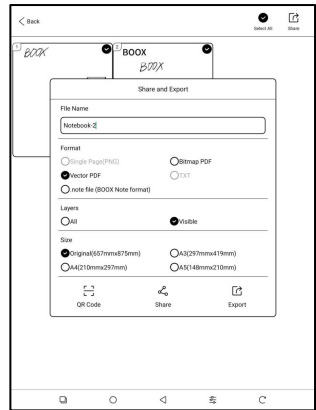 Back
Select All
Share
1
BOOX
2
BOOX
BOOX
Share and Export
File Name
Notebook-2
Format
Single Page(PNG)
Bitmap PDF
Vector PDF
TXT
.note file (BOOX Note format)
Layers
All
Visible
Size
Original(657mmx875mm)
A3(297mmx419mm)
A4(210mmx297mm)
A5(148mmx210mm)
QR Code
Share
Export